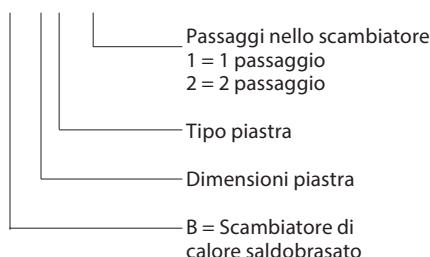 Passaggi nello scambiatore
1 = 1 passaggio
2 = 2 passaggio
Tipo piastra
Dimensioni piastra
B = Scambiatore di
calore saldobrasato